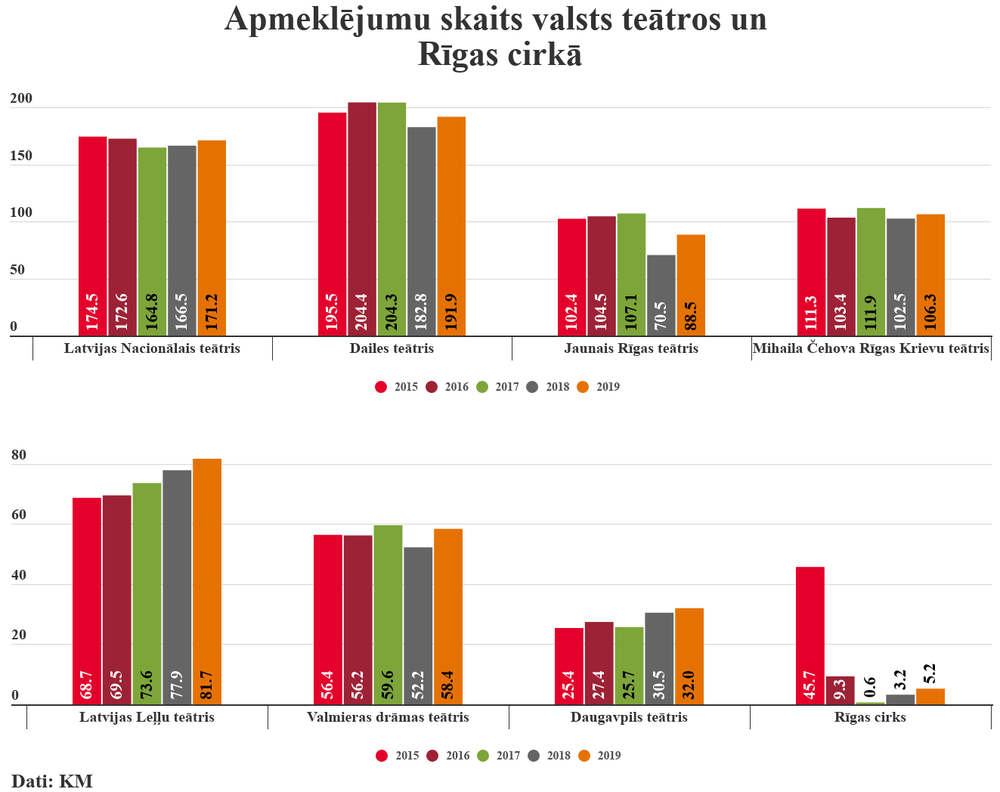 Apmeklējumu skaits valsts teātros un
Rīgas cirkā
200
150
100
50
0
174.5 172.6 164.8 166.5 171.2
195.5 204.4 204.3 182.8 191.9
102.4 104.5 107.1 70.5 88.5
111.3 103.4 111.9 102.5 106.3
Latvijas Nacionālais teātris Dailes teātris Jaunais Rīgas teātris Mihaila Čehova Rīgas Krievu teātris
2015 2016 2017 2018 2019
80
60
40
20
0
68.7 69.5 73.6 77.9 81.7
56.4 56.2 59.6 52.2 58.4
25.4 27.4 25.7 30.5 32.0
45.7 9.3 0.6 3.2 5.2
Latvijas Leļļu teātris Valmieras drāmas teātris Daugavpils teātris Rīgas cirks
2015 2016 2017 2018 2019
Dati: KM